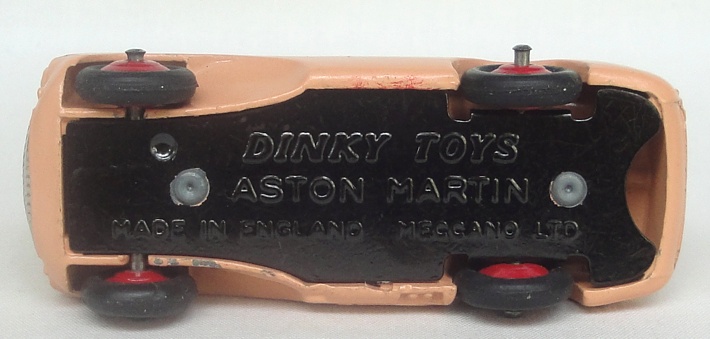 DINKY TOYS
ASTON MARTIN
MADE IN ENGLAND MECCANO LTD